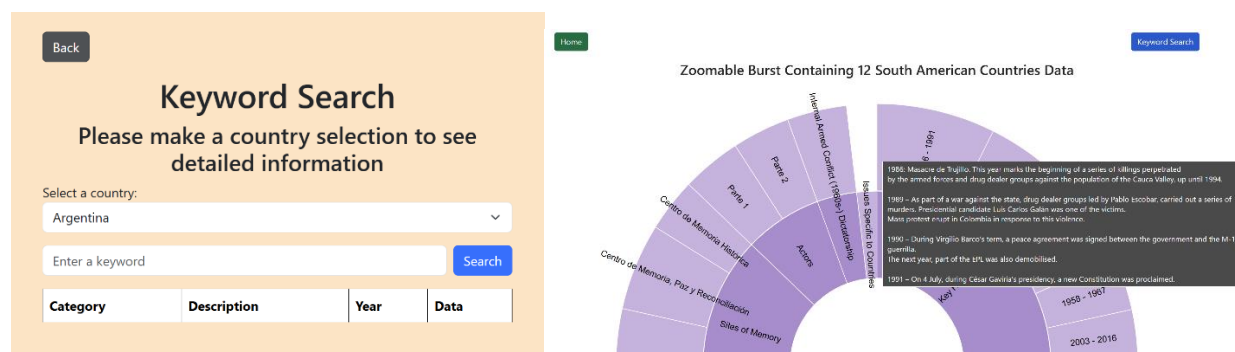 Back
Keyword Search
Please make a country selection to see
detailed information
Select a country:
Argentina
Enter a keyword
Search
Category Description Year Data
Home
Keyword Search
Zoomable Burst Containing 12 South American Countries Data
Internal Armed Conflict (1960s-)
Dictatorship
Issues Specific to Countries
Parte 2
Parte 1
Actors
Centro de Memoria Histórica
Centro de Memoria, Paz y Reconciliación
Sites of Memory
- 1991
1988: Masacre de Trujillo. This year marks the beginning of a series of killings perpetrated
by the armed forces and drug dealer groups against the population of the Cauca Valley, up until 1994.
1989 – As part of a war against the state, drug dealer groups led by Pablo Escobar, carried out a series of
murders. Presidential candidate Luis Carlos Galán was one of the victims.
Mass protest erupt in Colombia in response to this violence.
1990 – During Virgilio Barco's term, a peace agreement was signed between the government and the M-1
guerrilla.
The next year, part of the EPL was also demobilised.
1991 – On 4 July, during César Gaviria's presidency, a new Constitution was proclaimed.
Key
1958 - 1967
2003 - 2016